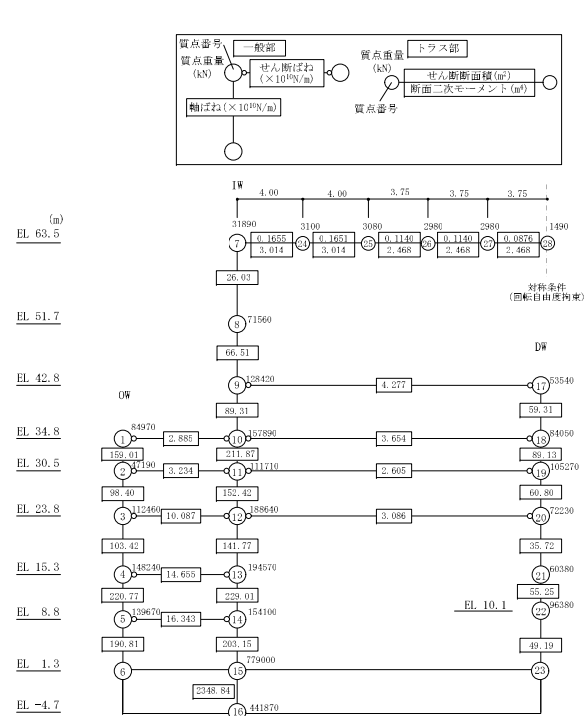 質点番号
一般部
質点重量
(kN)
せん断ばね
(×10¹⁰N/m)
軸ばね(×10¹⁰N/m)
トラス部
質点重量
(kN)
せん断断面積(m²)
断面二次モーメント(m⁴)
質点番号
IW
4.00 4.00 3.75 3.75 3.75
(m)
31890 3100 3080 2980 2980 1490
EL 63.5
7 0.1655 24 0.1651 25 0.1140 26 0.1140 27 0.0876 28
3.014 3.014 2.468 2.468 2.468
26.03
対称条件
(回転自由度拘束)
EL 51.7
8 71560
66.51
DW
EL 42.8
9 128420 4.277 17 53540
OW
89.31 59.31
EL 34.8
1 84970 2.885 10 157890 3.654 18 84050
159.01 211.87 89.13
EL 30.5
2 47190 3.234 11 111710 2.605 19 105270
98.40 152.42 60.80
EL 23.8
3 112460 10.087 12 188640 3.086 20 72230
103.42 141.77 35.72
EL 15.3
4 148240 14.655 13 194570 21 60380
220.77 229.01 55.25
EL 10.1
22 96380
EL 8.8
5 139670 16.343 14 154100
190.81 203.15 49.19
EL 1.3
6 15 779000 23
2348.84
EL -4.7
16 441870